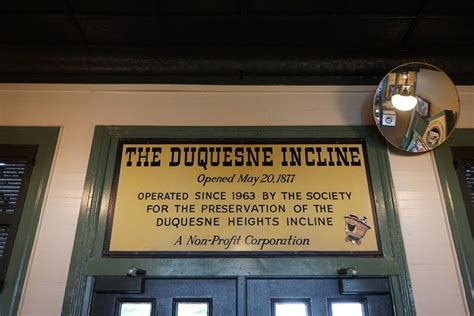 THE DUQUESNE INCLINE
Opened May 20, 1877
OPERATED SINCE 1963 BY THE SOCIETY
FOR THE PRESERVATION OF THE
DUQUESNE HEIGHTS INCLINE
A Non-Profit Corporation